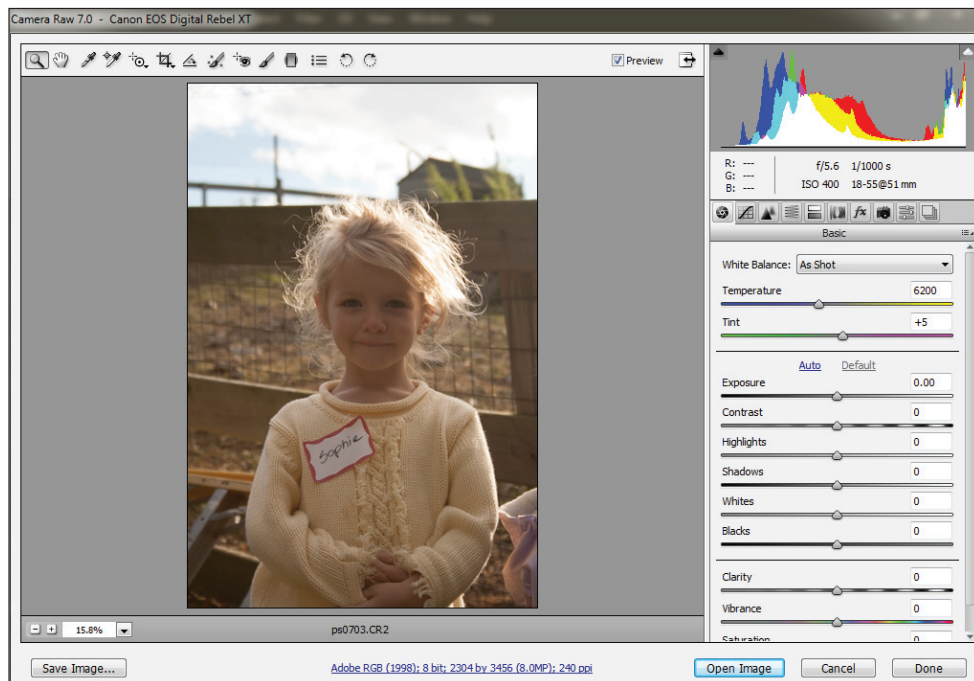 Camera Raw 7.0 - Canon EOS Digital Rebel XT
Preview
R: ---
G: ---
B: ---
f/5.6 1/1000 s
ISO 400 18-55@51 mm
fx
Basic
White Balance: As Shot
Temperature 6200
Tint +5
Auto Default
Exposure 0.00
Contrast 0
Highlights 0
Shadows 0
Whites 0
Blacks 0
Clarity 0
Vibrance 0
Saturation 0
Sophie
15.8%
ps0703.CR2
Save Image...
Adobe RGB (1998); 8 bit; 2304 by 3456 (8.0MP); 240 ppi
Open Image
Cancel
Done